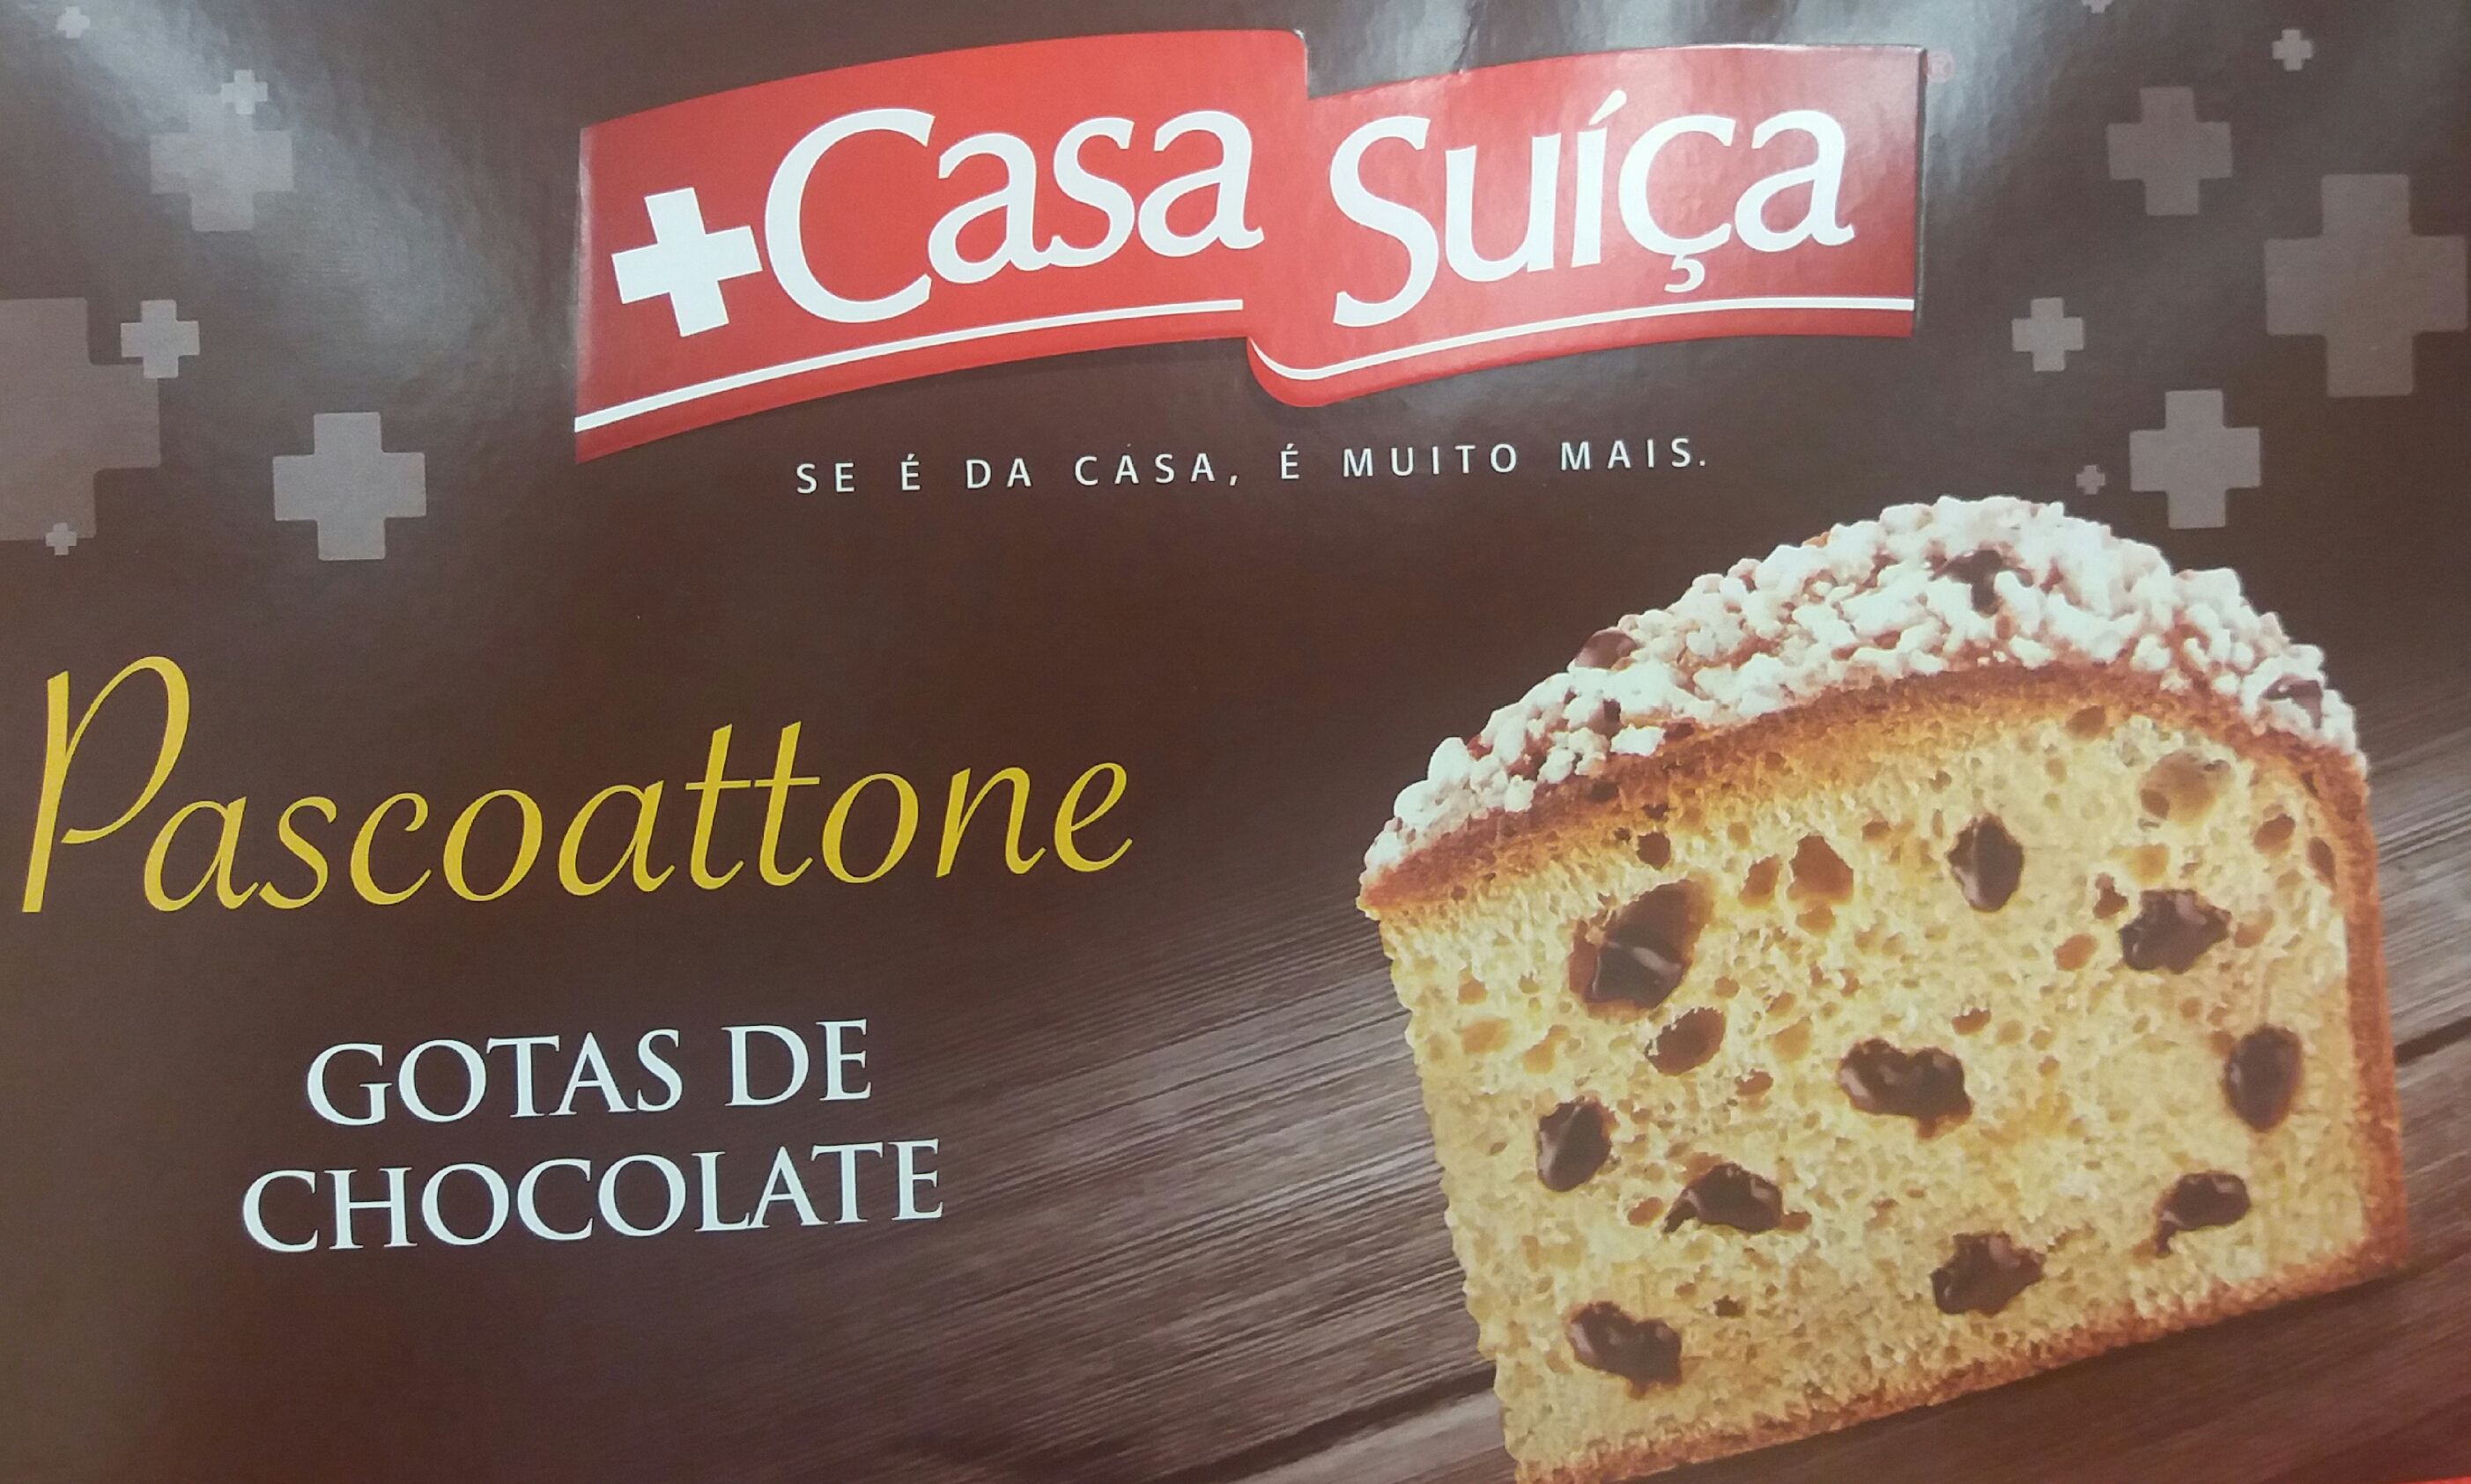 Casa Suíça
SE É DA CASA, É MUITO MAIS.
Pascoattone
GOTAS DE
CHOCOLATE